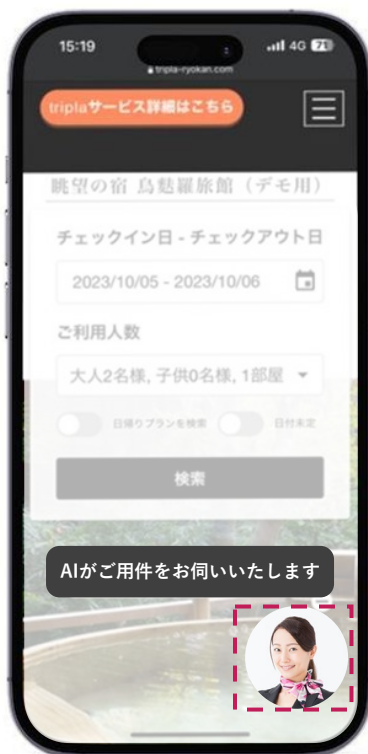 15:19
4G 71
tripla-ryokan.com
triplaサービス詳細はこちら
眺望の宿 鳥魅羅旅館（デモ用）
チェックイン日 - チェックアウト日
2023/10/05 - 2023/10/06
ご利用人数
大人2名様, 子供0名様, 1部屋
日帰りプランを検索 日付未定
検索
AIがご用件をお伺いいたします